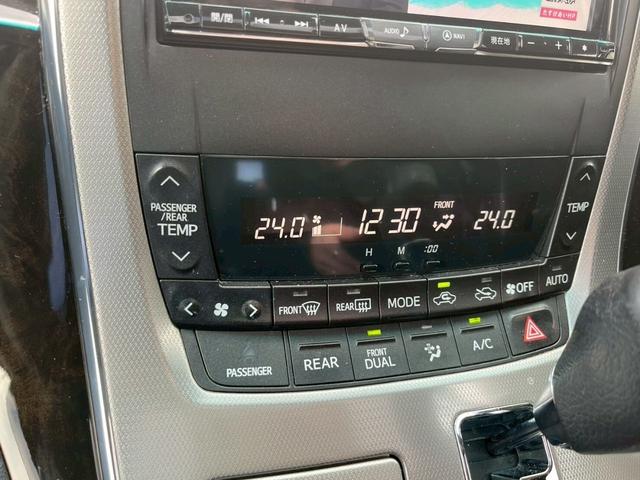 開/閉 AV AUDIO NAVI 現在地 - +
PASSENGER
/REAR
TEMP
24.0 12:30 FRONT 24.0
TEMP
H M :00
FRONT REAR MODE OFF AUTO
PASSENGER REAR FRONT
DUAL A/C